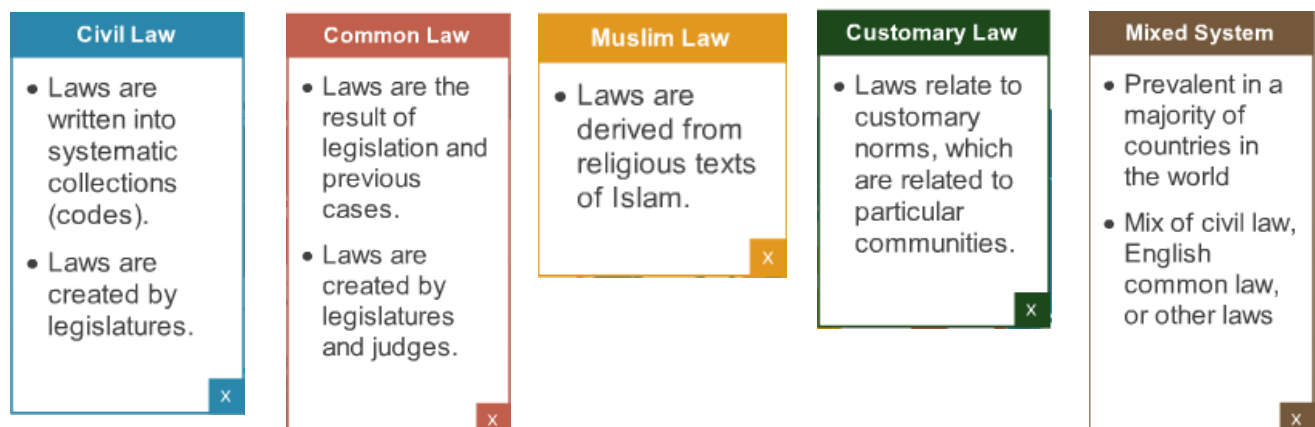 Civil Law
• Laws are
written into
systematic
collections
(codes).
• Laws are
created by
legislatures.
X
Common Law
• Laws are the
result of
legislation and
previous
cases.
• Laws are
created by
legislatures
and judges.
X
Muslim Law
• Laws are
derived from
religious texts
of Islam.
X
Customary Law
• Laws relate to
customary
norms, which
are related to
particular
communities.
X
Mixed System
• Prevalent in a
majority of
countries in
the world
• Mix of civil law,
English
common law,
or other laws
X